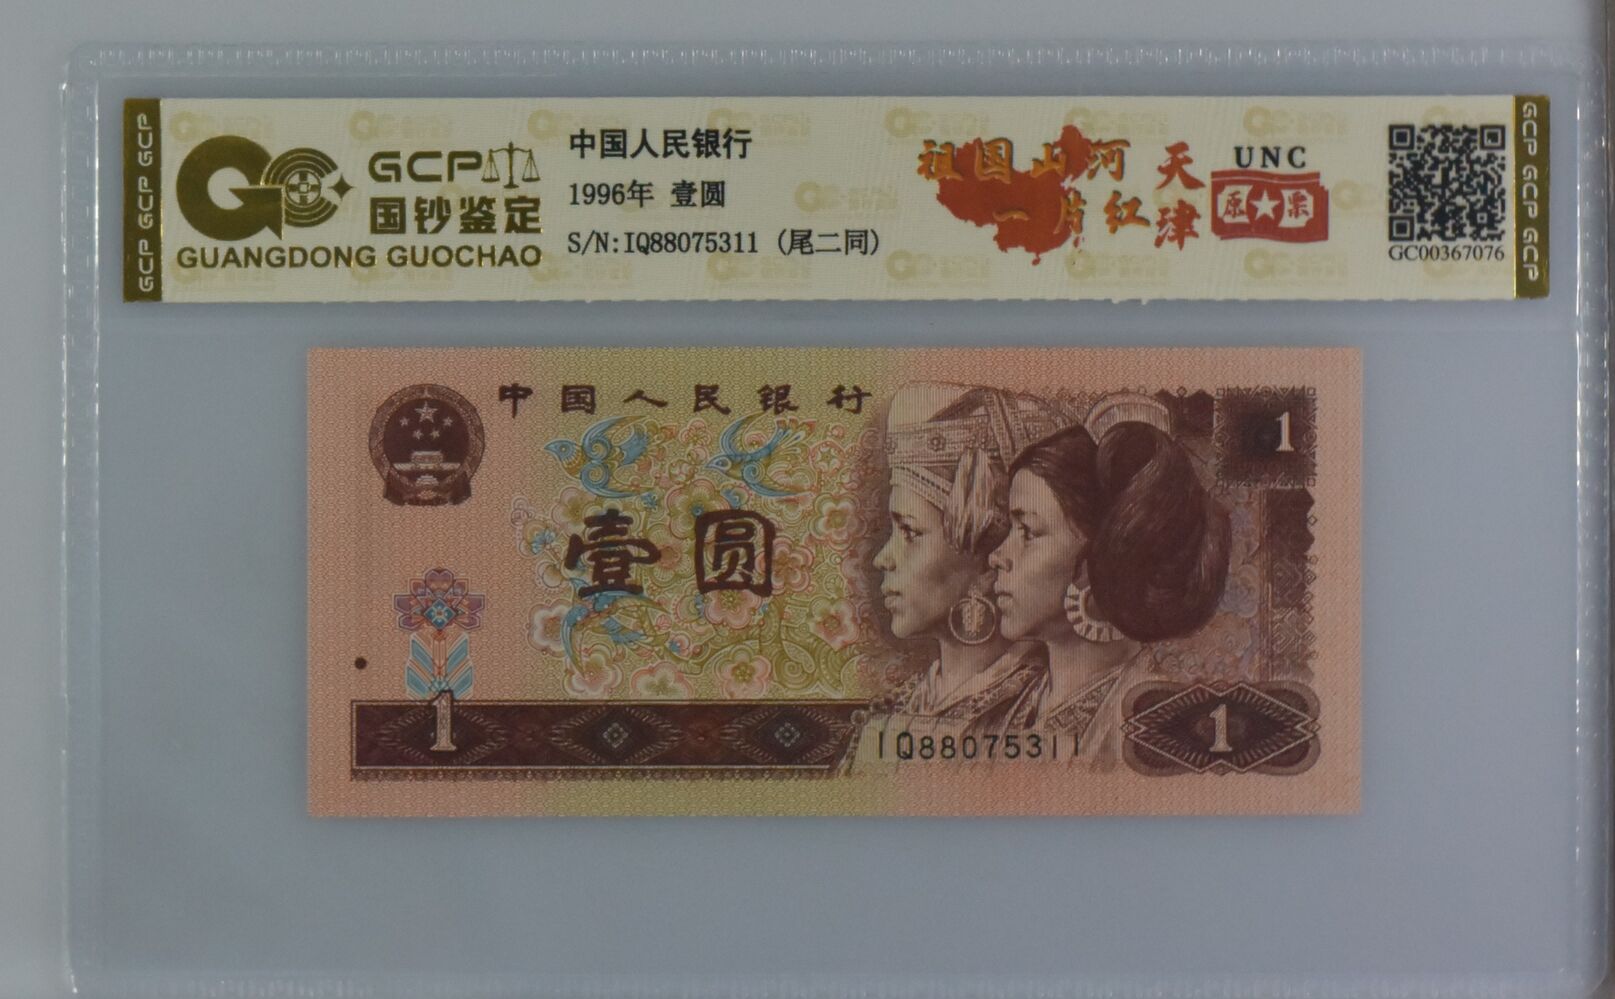 GCP GCP GCP
GCP
国钞鉴定
GUANGDONG GUOCHAO
中国人民银行
1996年 壹圆
S/N:IQ88075311 (尾二同)
祖国山河
一片红
天津
UNC
原★票
GC00367076
GCP GCP GCP
中国人民银行
1
壹圆
1
IQ88075311
1